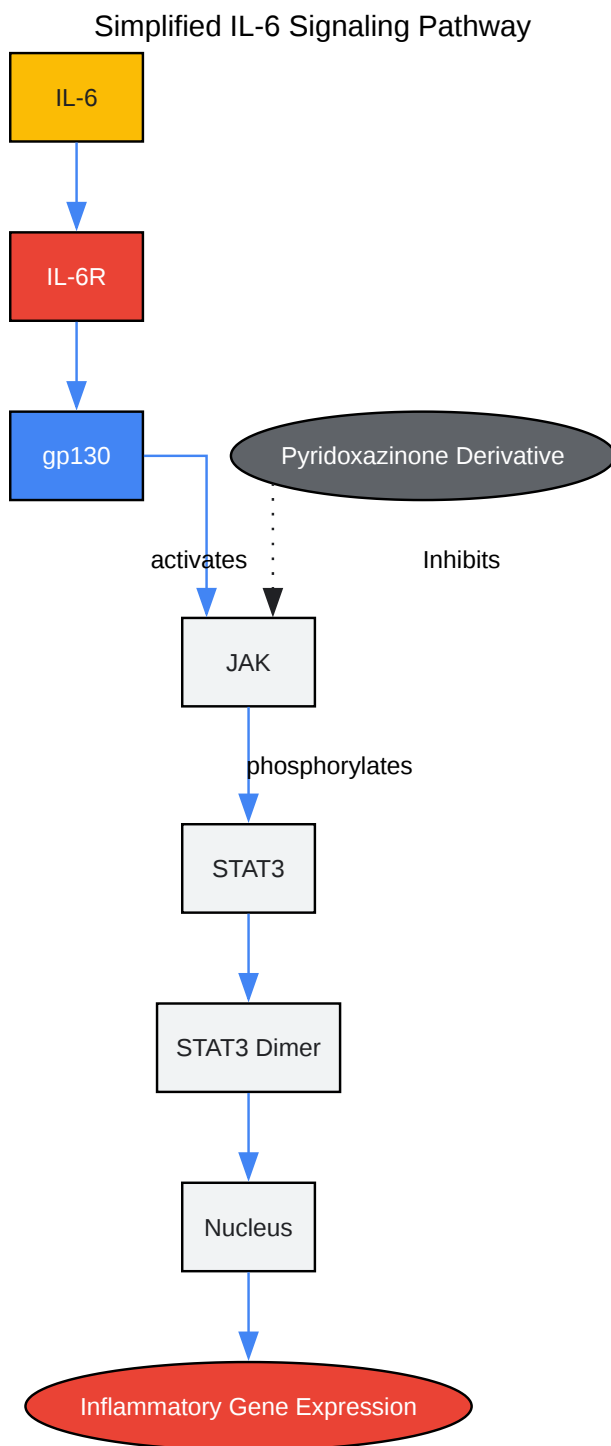 Simplified IL-6 Signaling Pathway
IL-6
IL-6R
gp130
Pyridoxazinone Derivative
activates
Inhibits
JAK
phosphorylates
STAT3
STAT3 Dimer
Nucleus
Inflammatory Gene Expression